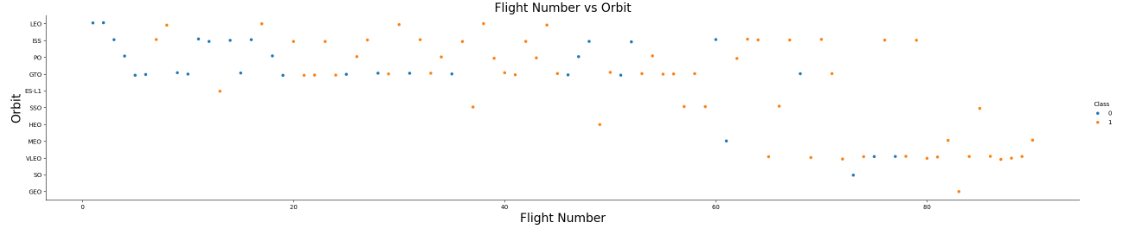 Flight Number vs Orbit
LEO
ISS
PO
GTO
ES-L1
SSO
HEO
MEO
VLEO
SO
GEO
Orbit
0
20
40
60
80
Flight Number
Class
0
1